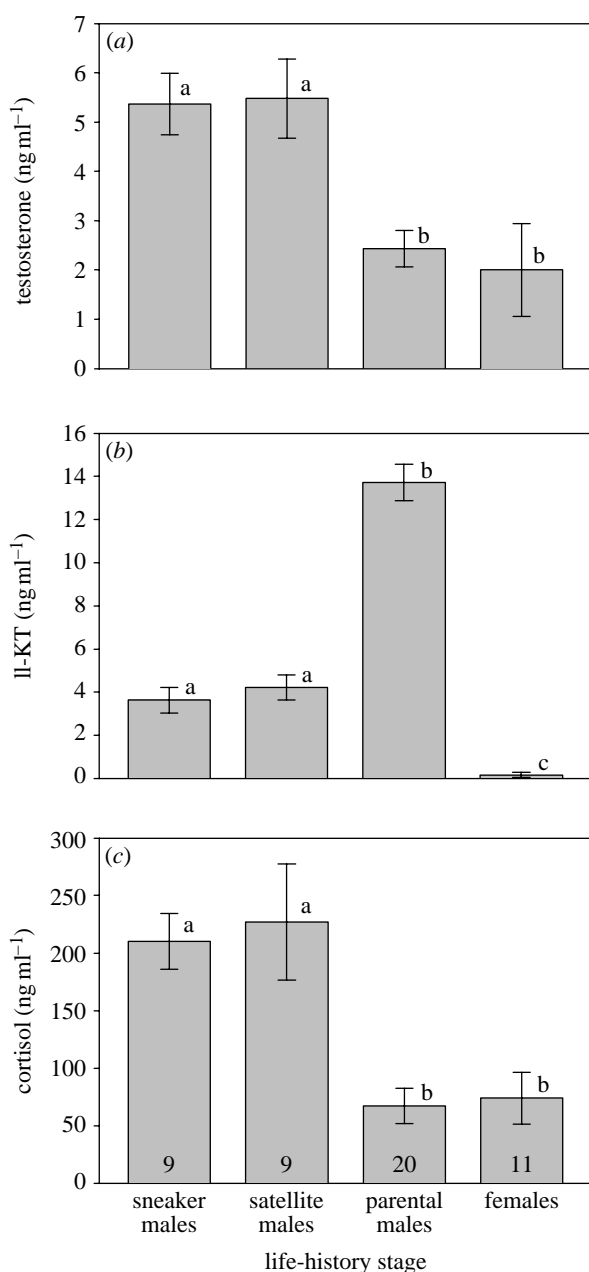 (a)
7
6
5
4
3
2
1
0
testosterone (ng ml⁻¹)
a
a
b
b
(b)
16
14
12
10
8
6
4
2
0
ll-KT (ng ml⁻¹)
a
a
b
c
(c)
300
250
200
150
100
50
0
cortisol (ng ml⁻¹)
a
a
b
b
9 9 20 11
sneaker males
satellite males
parental males
females
life-history stage